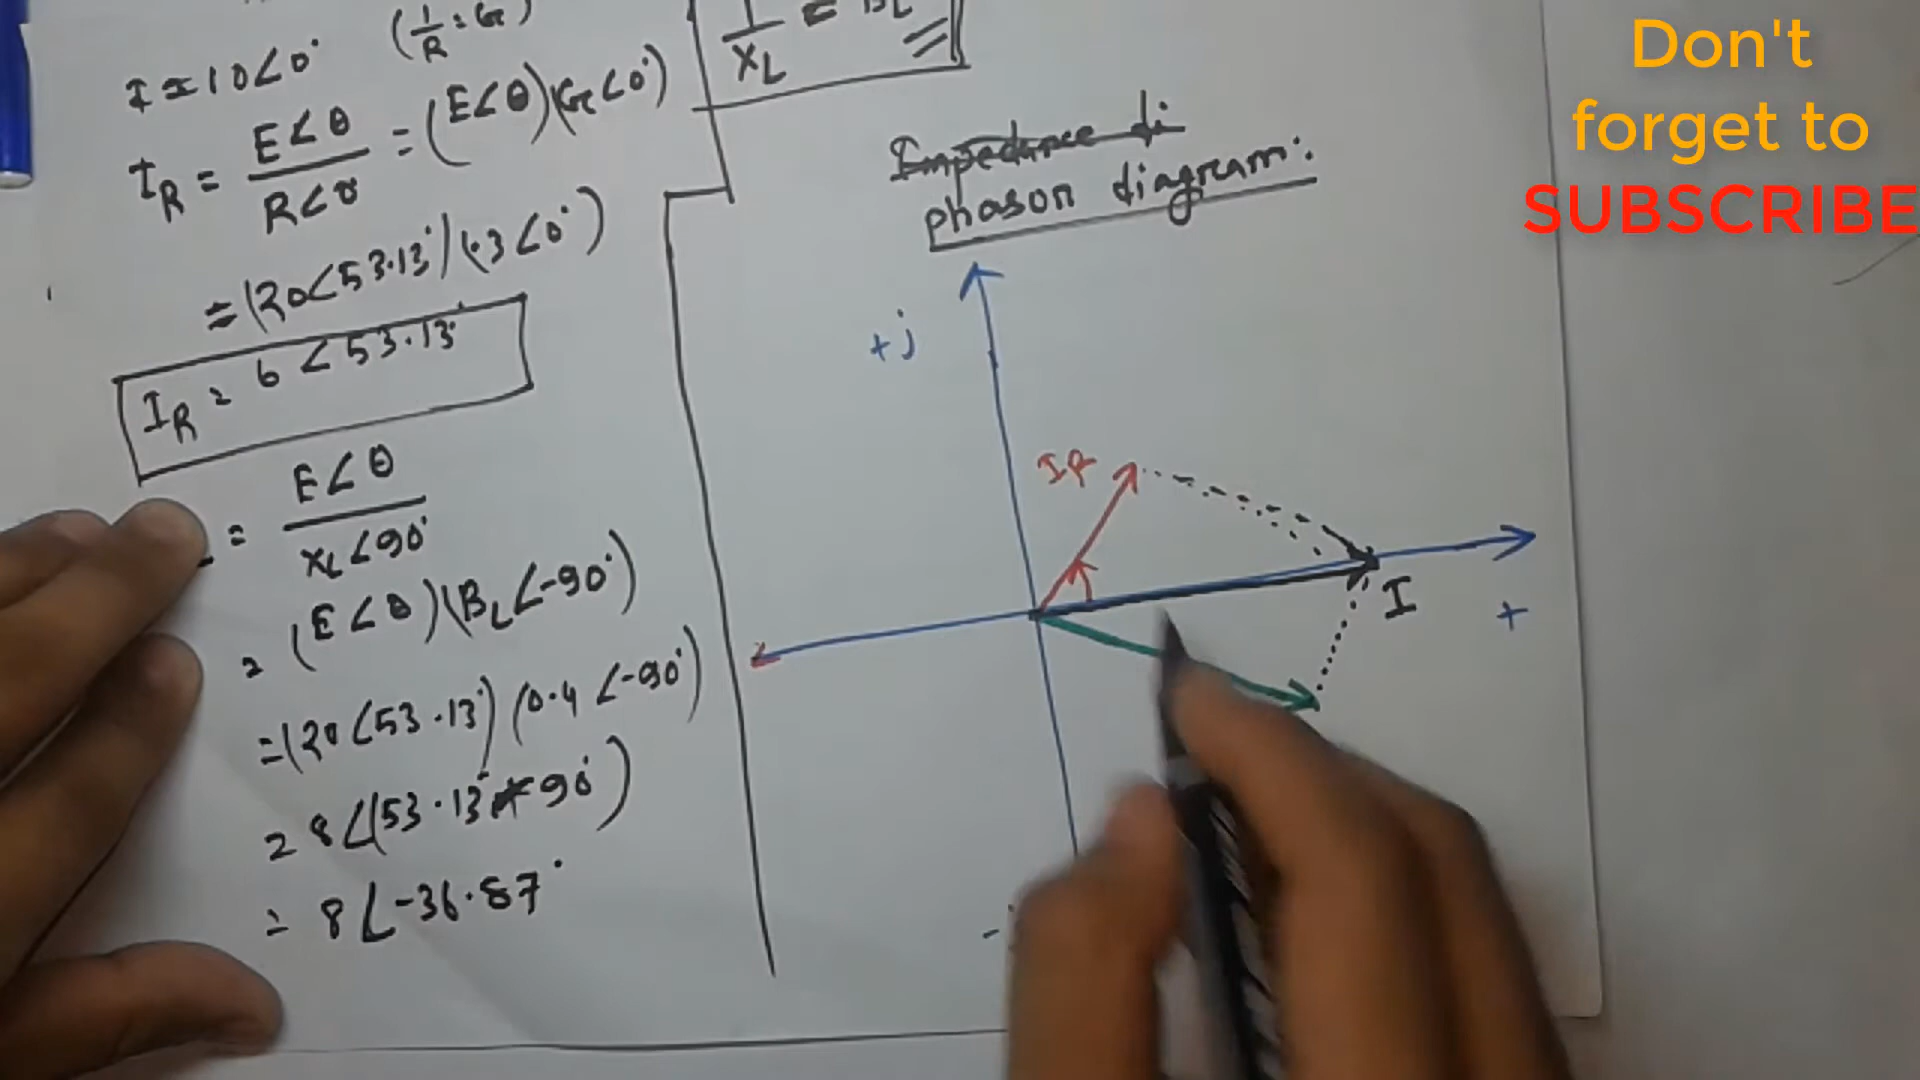 I = 10∠0°
(1/R = G)
I_R = E∠θ / R∠0 = (E∠θ)(G∠0°)
= (20∠53.13°)(.3∠0°)
I_R = 6∠53.13°
= E∠θ / X_L∠90°
= (E∠θ)(B_L∠-90°)
= (20∠53.13°)(0.4∠-90°)
= 8∠(53.13°-90°)
= 8∠-36.87°
1/X_L = B_L
Impedance di
phasor diagram:
+j
I_R
I
+
-
Don't
forget to
SUBSCRIBE